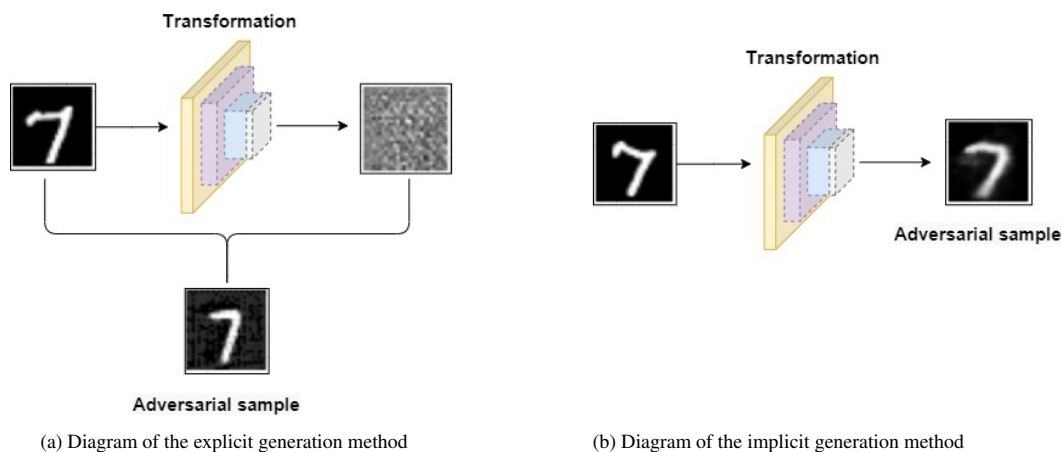 Transformation
Adversarial sample
(a) Diagram of the explicit generation method
Transformation
Adversarial sample
(b) Diagram of the implicit generation method